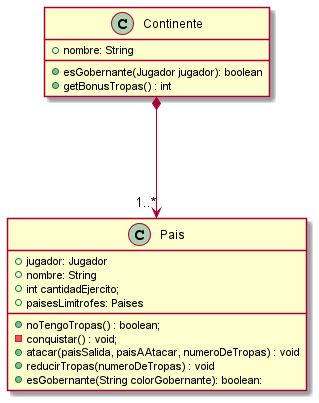 C Continente
nombre: String
esGobernante(Jugador jugador): boolean
getBonusTropas() : int
1..*
C Pais
jugador: Jugador
nombre: String
int cantidadEjercito;
paisesLimitrofes: Paises
noTengoTropas() : boolean;
conquistar() : void;
atacar(paisSalida, paisAAtacar, numeroDeTropas) : void
reducirTropas(numeroDeTropas) : void
esGobernante(String colorGobernante): boolean: